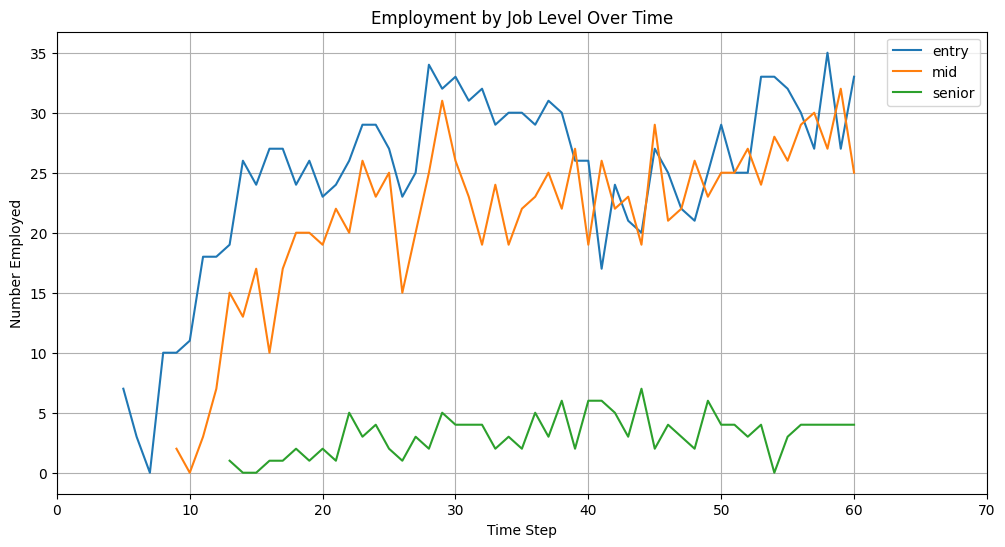 Employment by Job Level Over Time
entry
mid
senior
Number Employed
35
30
25
20
15
10
5
0
0 10 20 30 40 50 60 70
Time Step